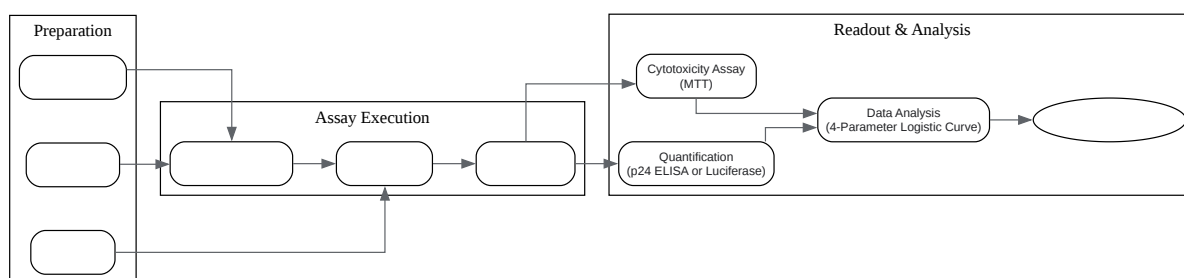 Preparation
Assay Execution
Readout & Analysis
Cytotoxicity Assay
(MTT)
Quantification
(p24 ELISA or Luciferase)
Data Analysis
(4-Parameter Logistic Curve)